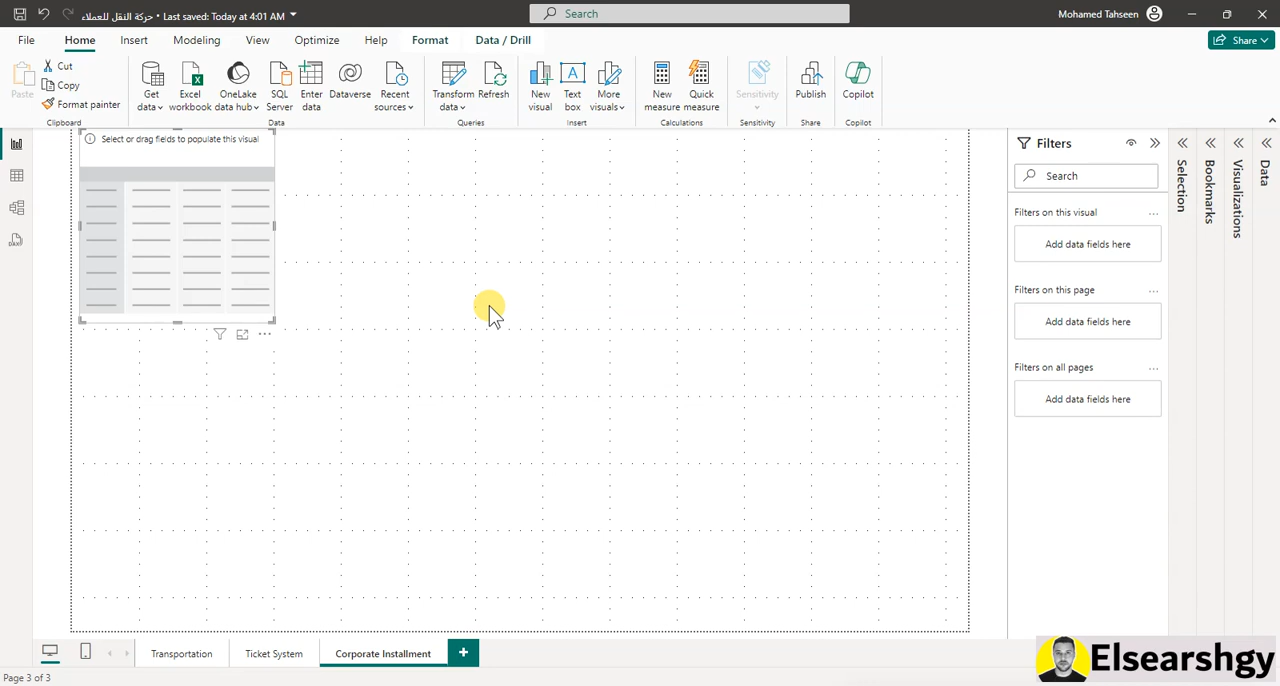 حركة النقل للعملاء • Last saved: Today at 4:01 AM
Search
Mohamed Tahseen
File Home Insert Modeling View Optimize Help Format Data / Drill
Share
Paste
Cut
Copy
Format painter
Clipboard
Get data
Excel workbook
OneLake data hub
SQL Server
Enter data
Dataverse
Recent sources
Data
Transform data
Refresh
Queries
New visual
Text box
More visuals
Insert
New measure
Quick measure
Calculations
Sensitivity
Sensitivity
Publish
Share
Copilot
Copilot
Select or drag fields to populate this visual
Filters
Search
Filters on this visual
Add data fields here
Filters on this page
Add data fields here
Filters on all pages
Add data fields here
Selection
Bookmarks
Visualizations
Data
Transportation
Ticket System
Corporate Installment
Page 3 of 3
Elsearshgy